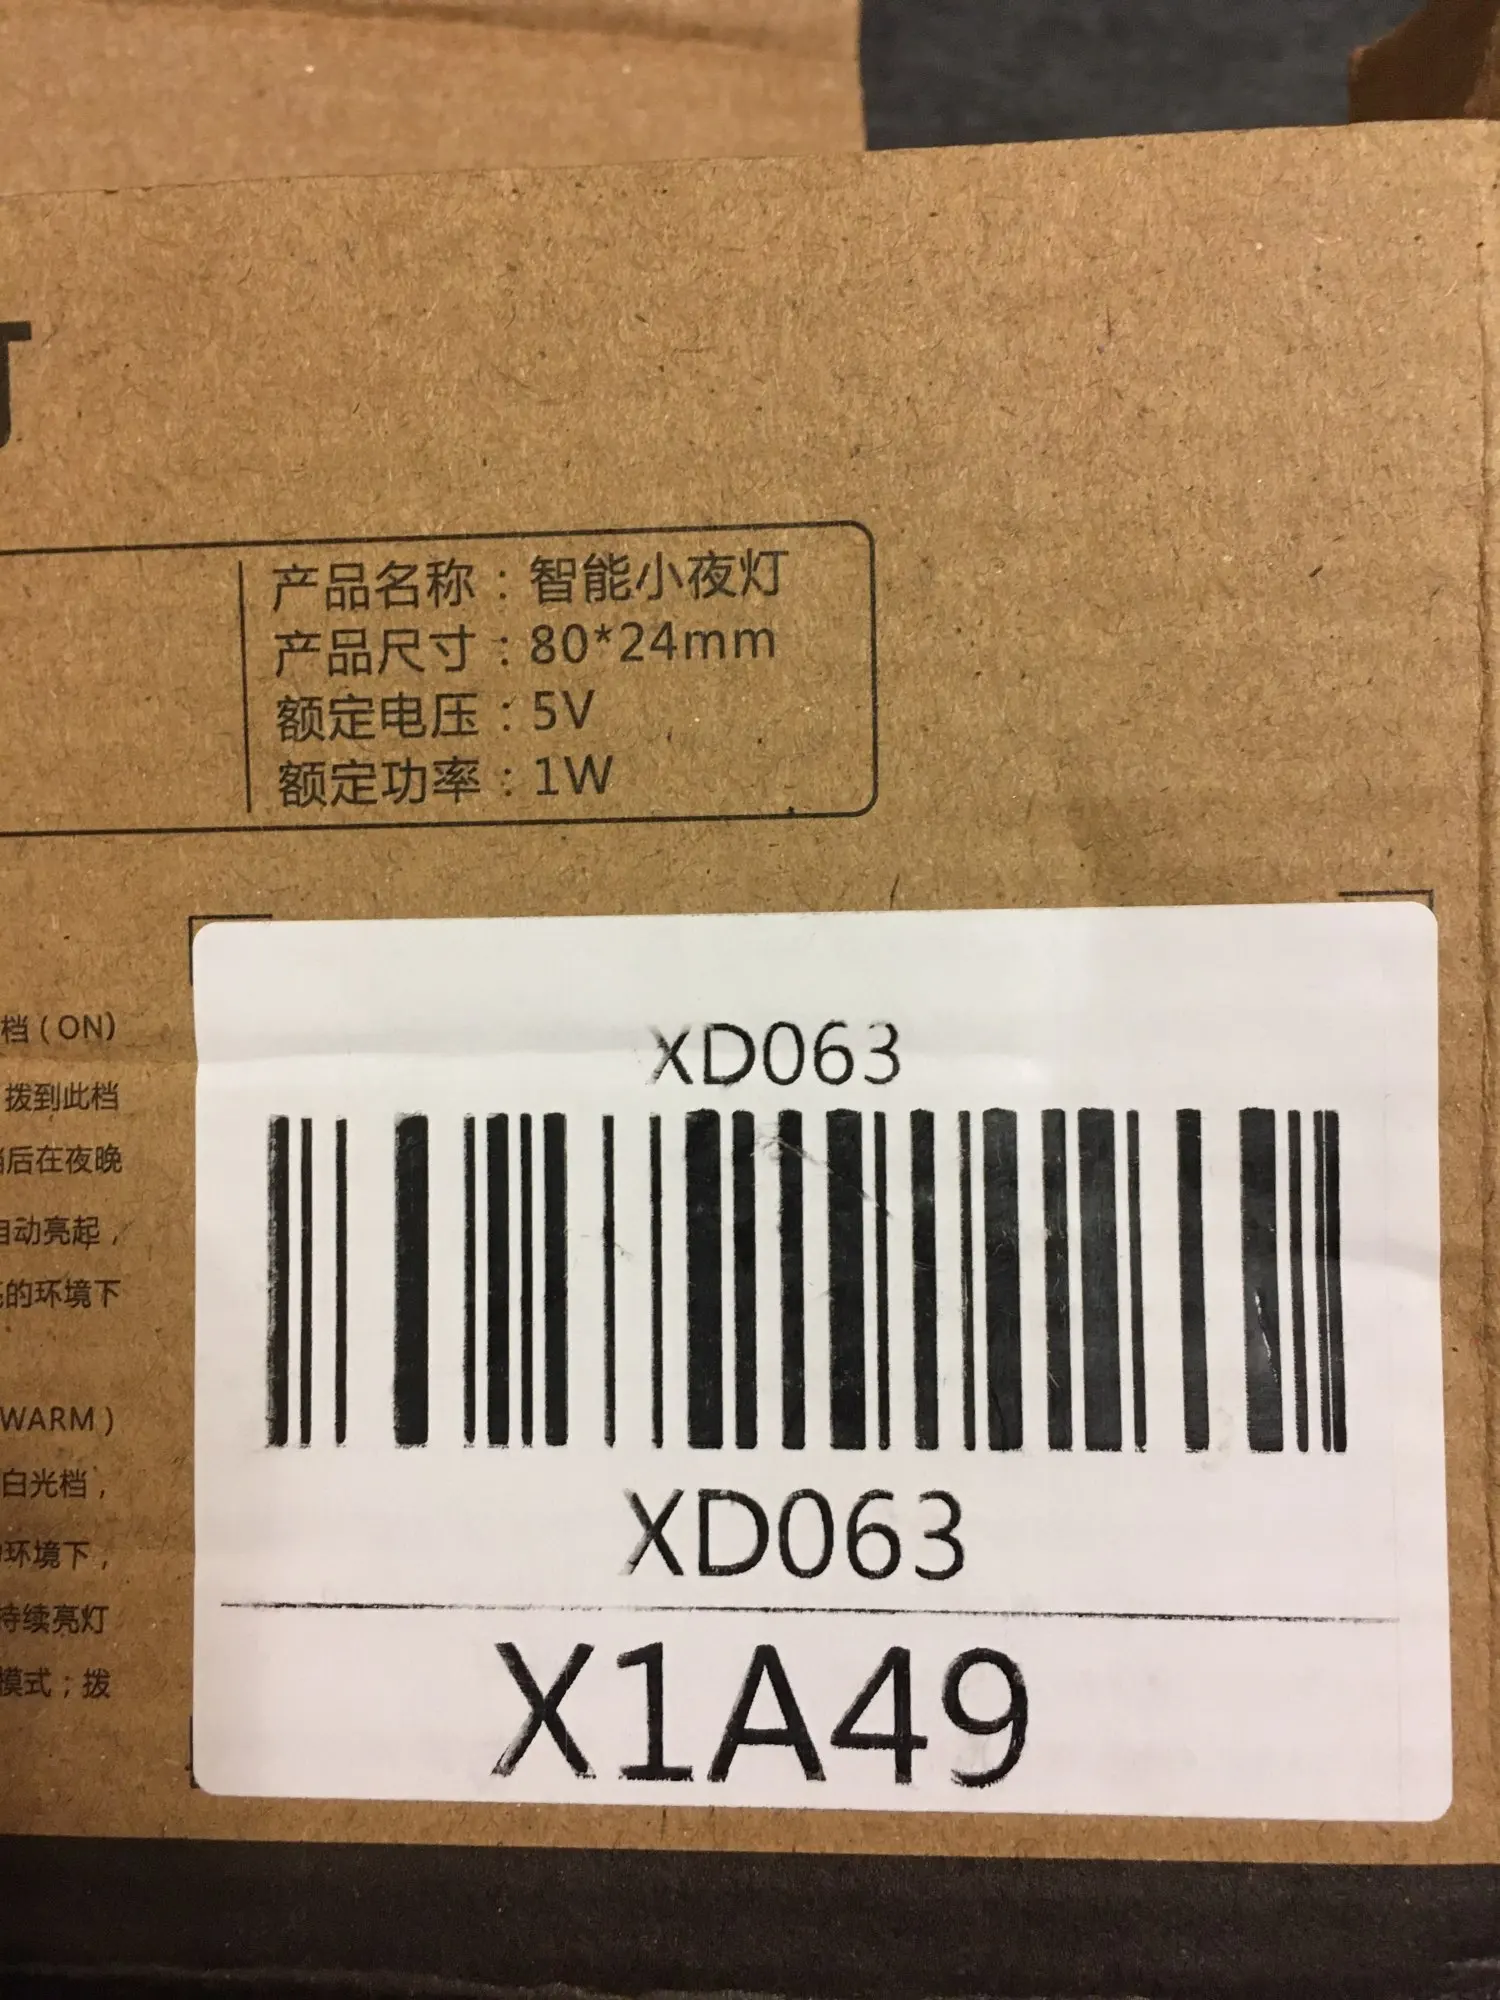 产品名称：智能小夜灯
产品尺寸：80*24mm
额定电压：5V
额定功率：1W
档（ON）
拨到此档
后在夜晚
自动亮起，
的环境下
WARM）
白光档，
环境下，
持续亮灯
模式；拨
XD063
XD063
X1A49